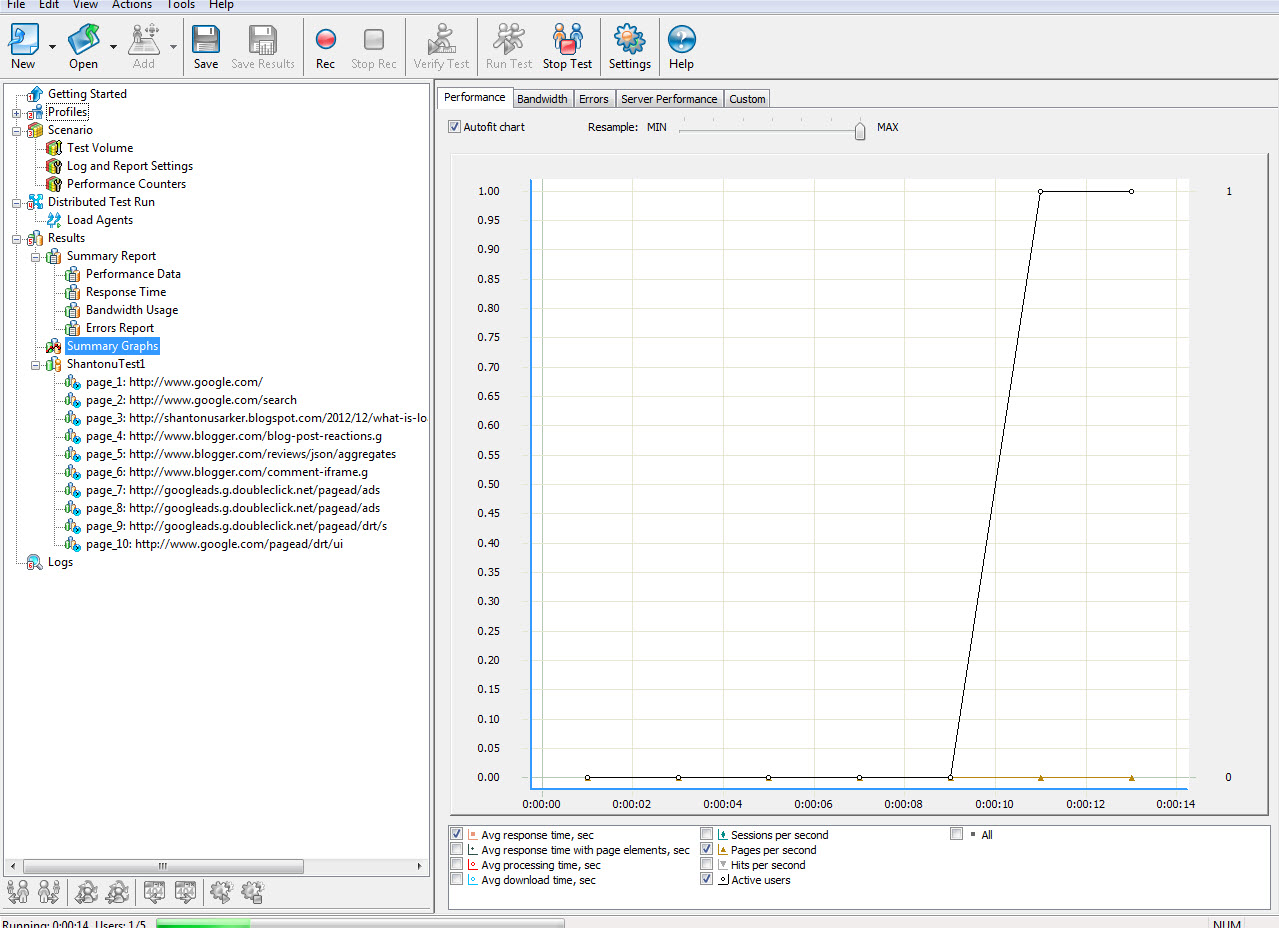 File Edit View Actions Tools Help
New Open Add Save Save Results Rec Stop Rec Verify Test Run Test Stop Test Settings Help
Getting Started
Profiles
Scenario
Test Volume
Log and Report Settings
Performance Counters
Distributed Test Run
Load Agents
Results
Summary Report
Performance Data
Response Time
Bandwidth Usage
Errors Report
Summary Graphs
ShantonuTest1
page_1: http://www.google.com/
page_2: http://www.google.com/search
page_3: http://shantonusarker.blogspot.com/2012/12/what-is-lo
page_4: http://www.blogger.com/blog-post-reactions.g
page_5: http://www.blogger.com/reviews/json/aggregates
page_6: http://www.blogger.com/comment-iframe.g
page_7: http://googleads.g.doubleclick.net/pagead/ads
page_8: http://googleads.g.doubleclick.net/pagead/ads
page_9: http://googleads.g.doubleclick.net/pagead/drt/s
page_10: http://www.google.com/pagead/drt/ui
Logs
Performance Bandwidth Errors Server Performance Custom
Autofit chart Resample: MIN MAX
1.00 1
0.95
0.90
0.85
0.80
0.75
0.70
0.65
0.60
0.55
0.50
0.45
0.40
0.35
0.30
0.25
0.20
0.15
0.10
0.05
0.00 0
0:00:00 0:00:02 0:00:04 0:00:06 0:00:08 0:00:10 0:00:12 0:00:14
Avg response time, sec Sessions per second All
Avg response time with page elements, sec Pages per second
Avg processing time, sec Hits per second
Avg download time, sec Active users
Running: 0:00:14 Users: 1/5 NUM